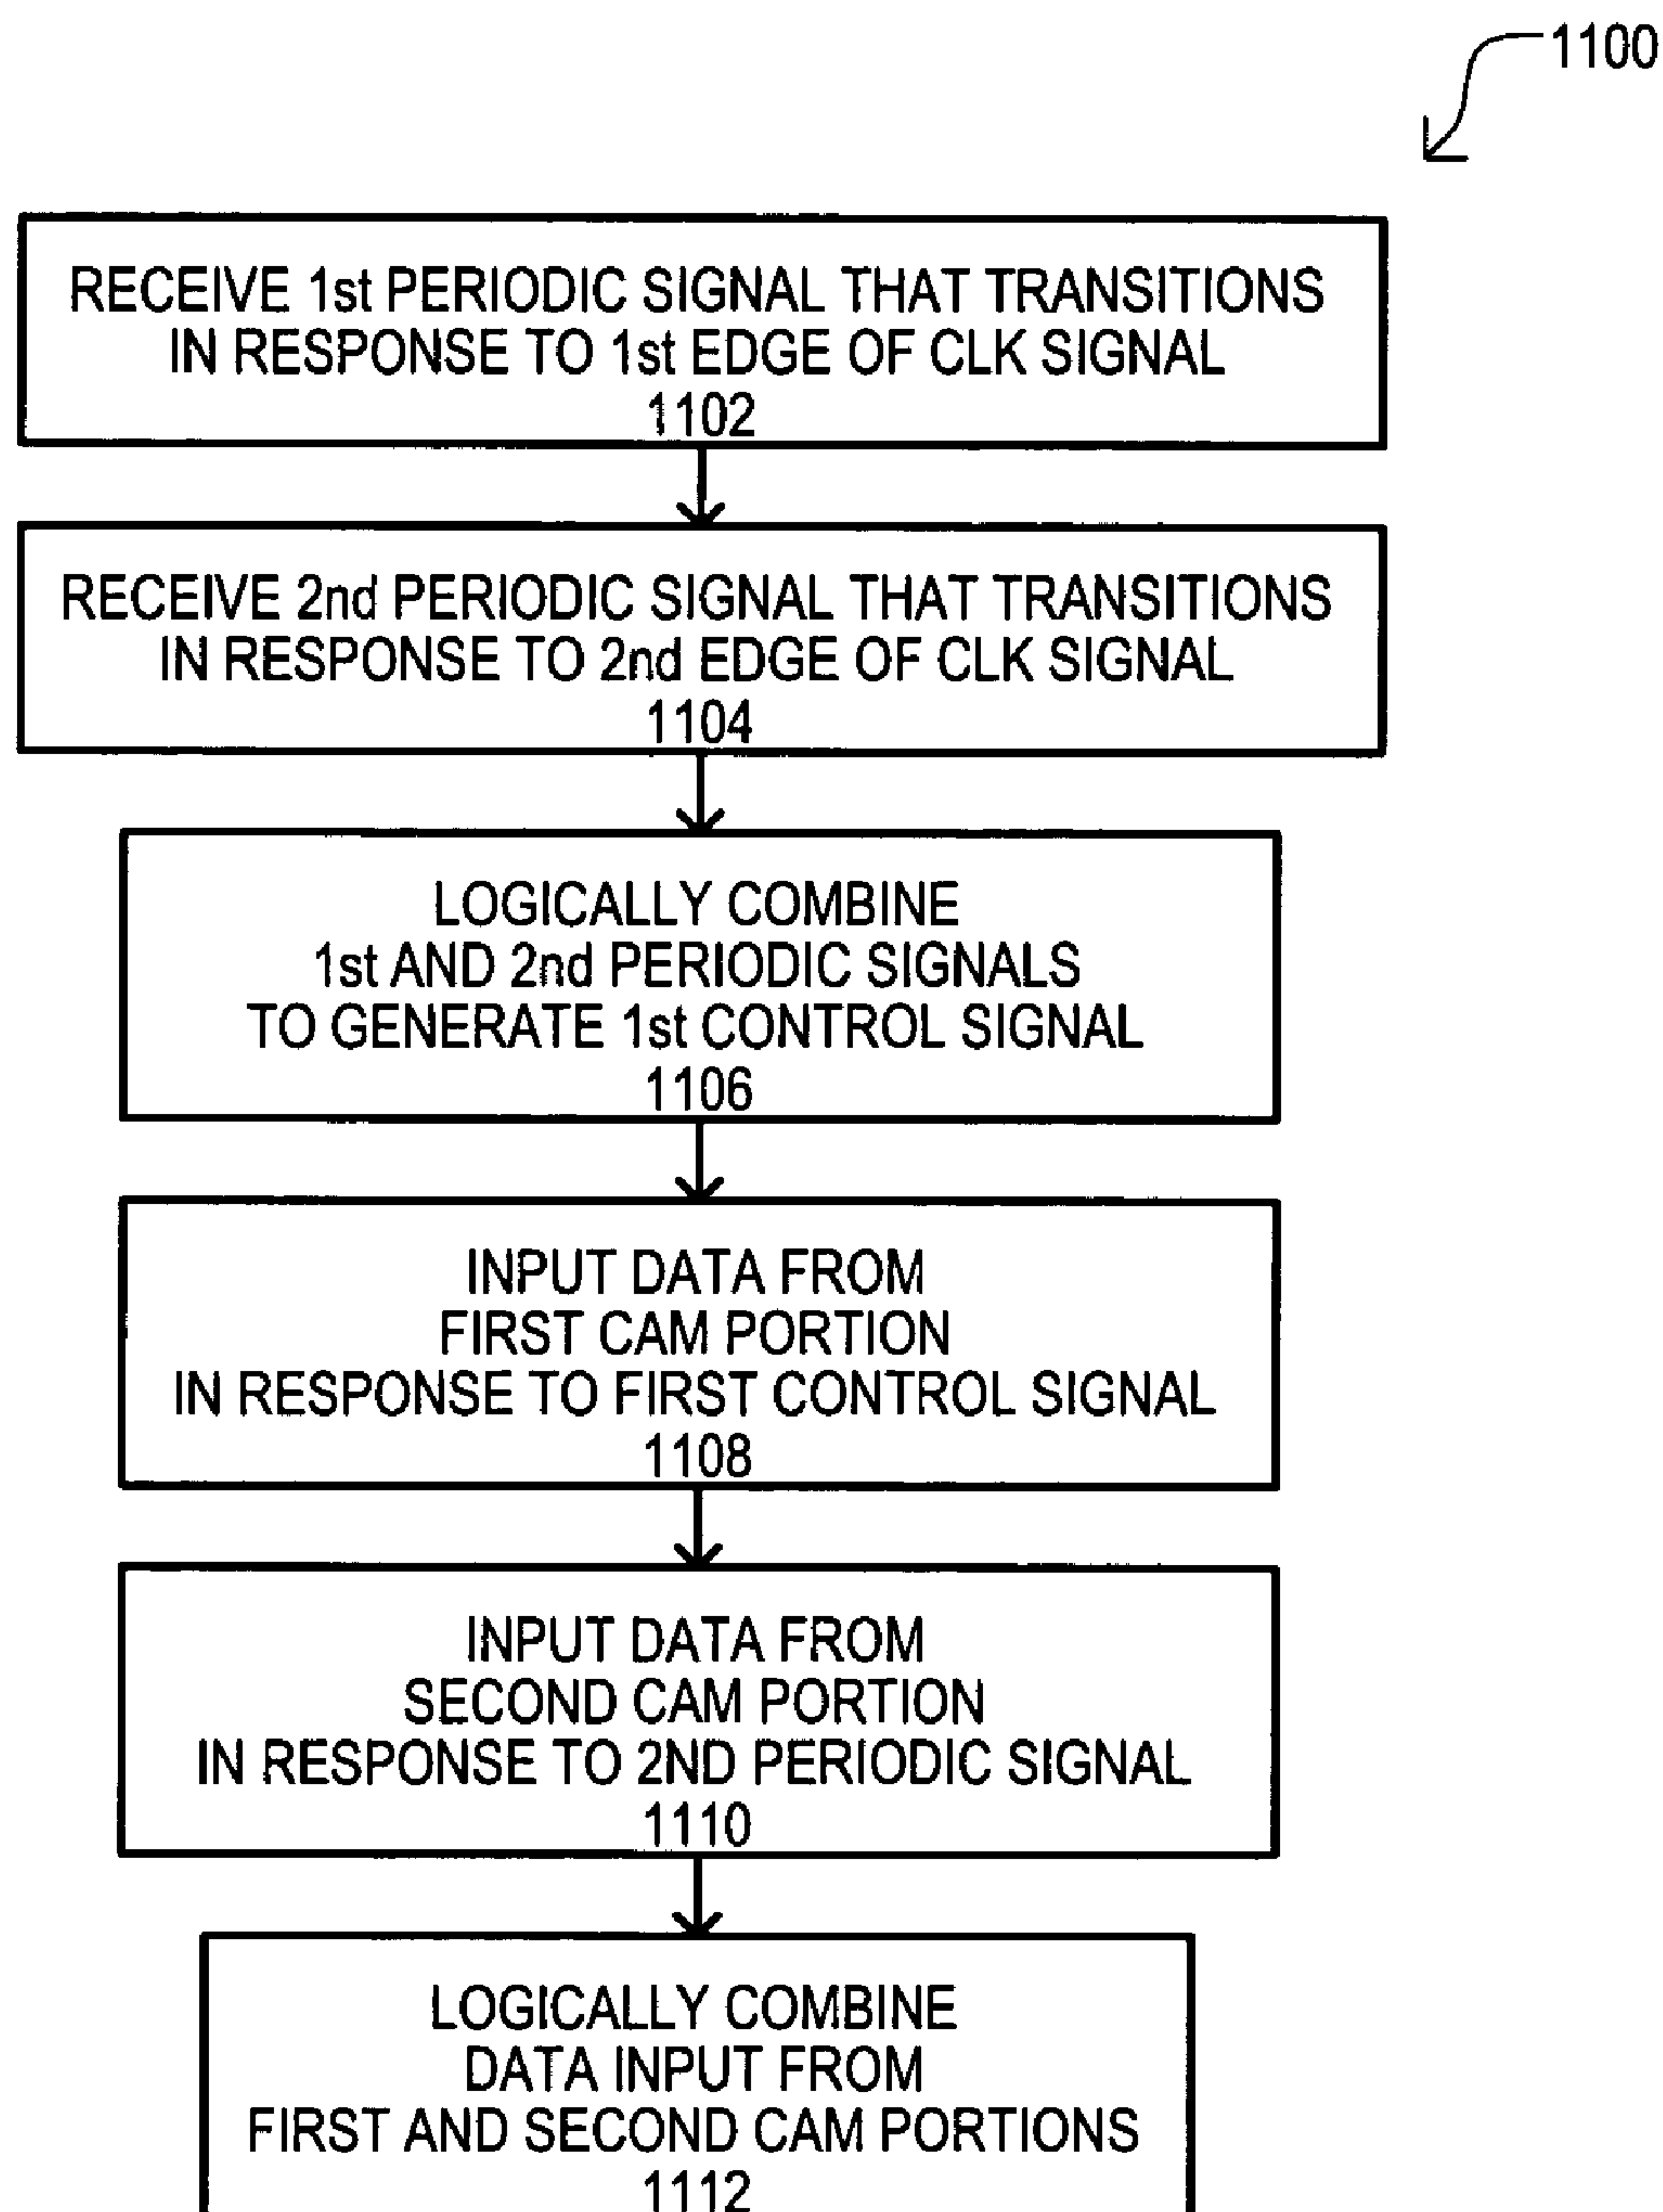 1100
RECEIVE 1st PERIODIC SIGNAL THAT TRANSITIONS
IN RESPONSE TO 1st EDGE OF CLK SIGNAL
1102
RECEIVE 2nd PERIODIC SIGNAL THAT TRANSITIONS
IN RESPONSE TO 2nd EDGE OF CLK SIGNAL
1104
LOGICALLY COMBINE
1st AND 2nd PERIODIC SIGNALS
TO GENERATE 1st CONTROL SIGNAL
1106
INPUT DATA FROM
FIRST CAM PORTION
IN RESPONSE TO FIRST CONTROL SIGNAL
1108
INPUT DATA FROM
SECOND CAM PORTION
IN RESPONSE TO 2ND PERIODIC SIGNAL
1110
LOGICALLY COMBINE
DATA INPUT FROM
FIRST AND SECOND CAM PORTIONS
1112